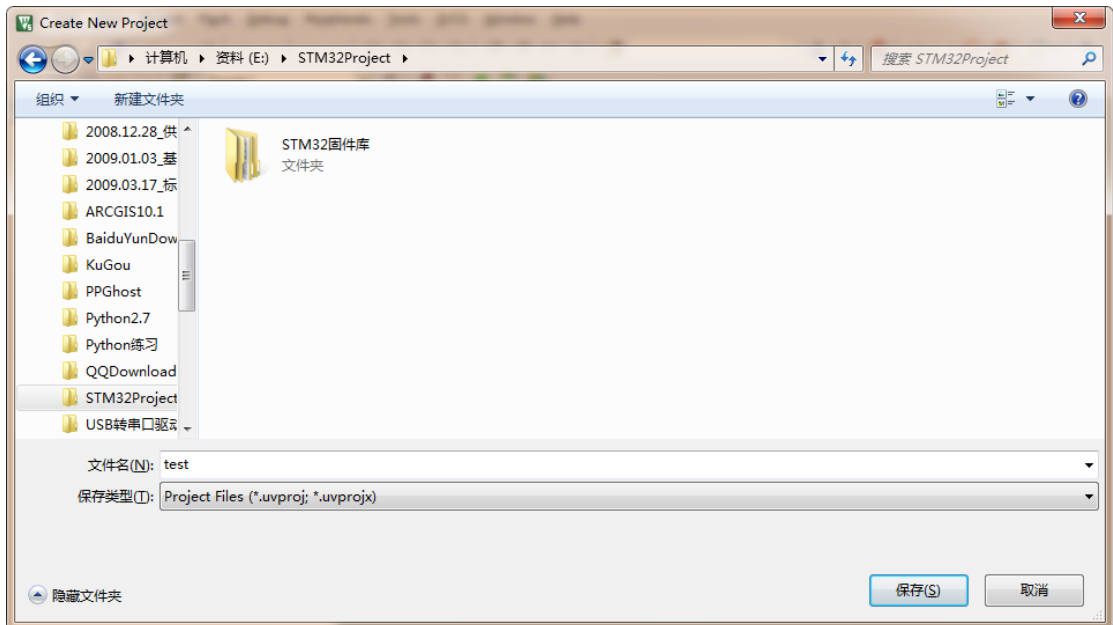 Create New Project
计算机 资料 (E:) STM32Project
搜索 STM32Project
组织 新建文件夹
2008.12.28_供
2009.01.03_基
2009.03.17_标
ARCGIS10.1
BaiduYunDow
KuGou
PPGhost
Python2.7
Python练习
QQDownload
STM32Project
USB转串口驱动
STM32固件库
文件夹
文件名(N): test
保存类型(T): Project Files (*.uvproj; *.uvprojx)
隐藏文件夹
保存(S) 取消